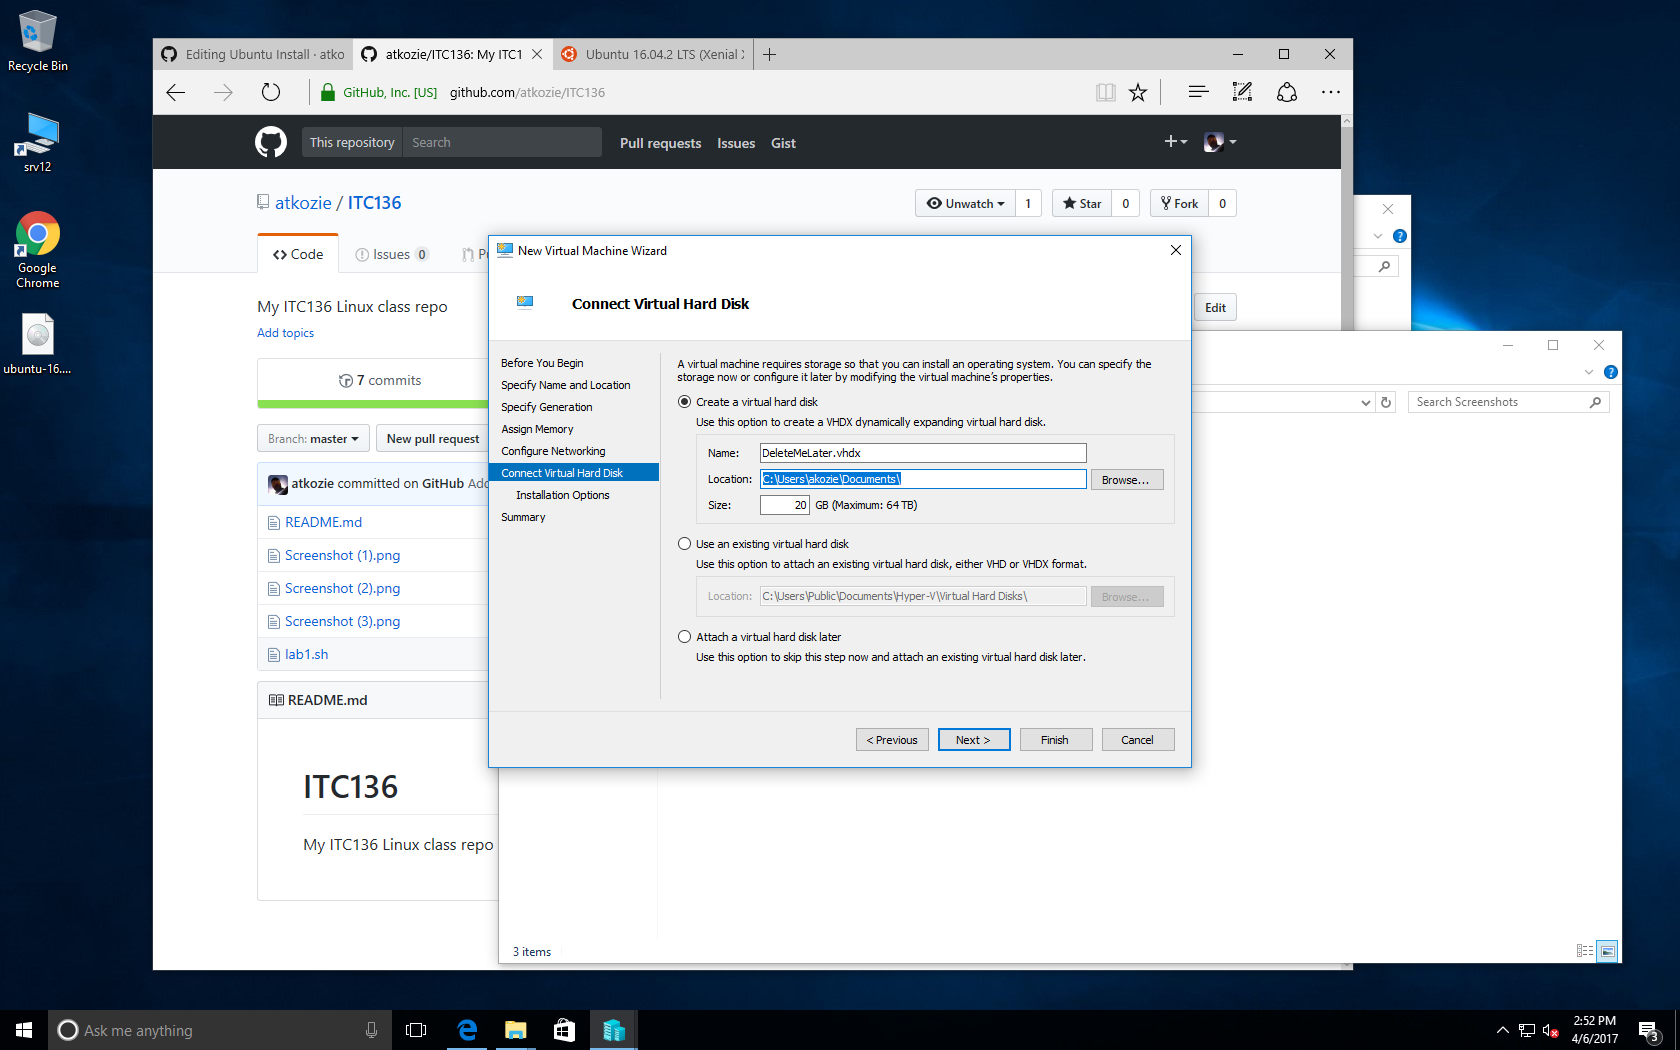 Recycle Bin
srv12
Google
Chrome
ubuntu-16....
Editing Ubuntu Install · atko
atkozie/ITC136: My ITC1
Ubuntu 16.04.2 LTS (Xenial
GitHub, Inc. [US]
github.com/atkozie/ITC136
This repository
Search
Pull requests
Issues
Gist
atkozie / ITC136
Unwatch
1
Star
0
Fork
0
Code
Issues 0
My ITC136 Linux class repo
Edit
Add topics
7 commits
Branch: master
New pull request
atkozie committed on GitHub Add
README.md
Screenshot (1).png
Screenshot (2).png
Screenshot (3).png
lab1.sh
README.md
ITC136
My ITC136 Linux class repo
New Virtual Machine Wizard
Connect Virtual Hard Disk
Before You Begin
Specify Name and Location
Specify Generation
Assign Memory
Configure Networking
Connect Virtual Hard Disk
Installation Options
Summary
A virtual machine requires storage so that you can install an operating system. You can specify the
storage now or configure it later by modifying the virtual machine's properties.
Create a virtual hard disk
Use this option to create a VHDX dynamically expanding virtual hard disk.
Name: DeleteMeLater.vhdx
Location: C:\Users\akozie\Documents\ Browse...
Size: 20 GB (Maximum: 64 TB)
Use an existing virtual hard disk
Use this option to attach an existing virtual hard disk, either VHD or VHDX format.
Location: C:\Users\Public\Documents\Hyper-V\Virtual Hard Disks\ Browse...
Attach a virtual hard disk later
Use this option to skip this step now and attach an existing virtual hard disk later.
< Previous
Next >
Finish
Cancel
Search Screenshots
3 items
Ask me anything
2:52 PM
4/6/2017
3